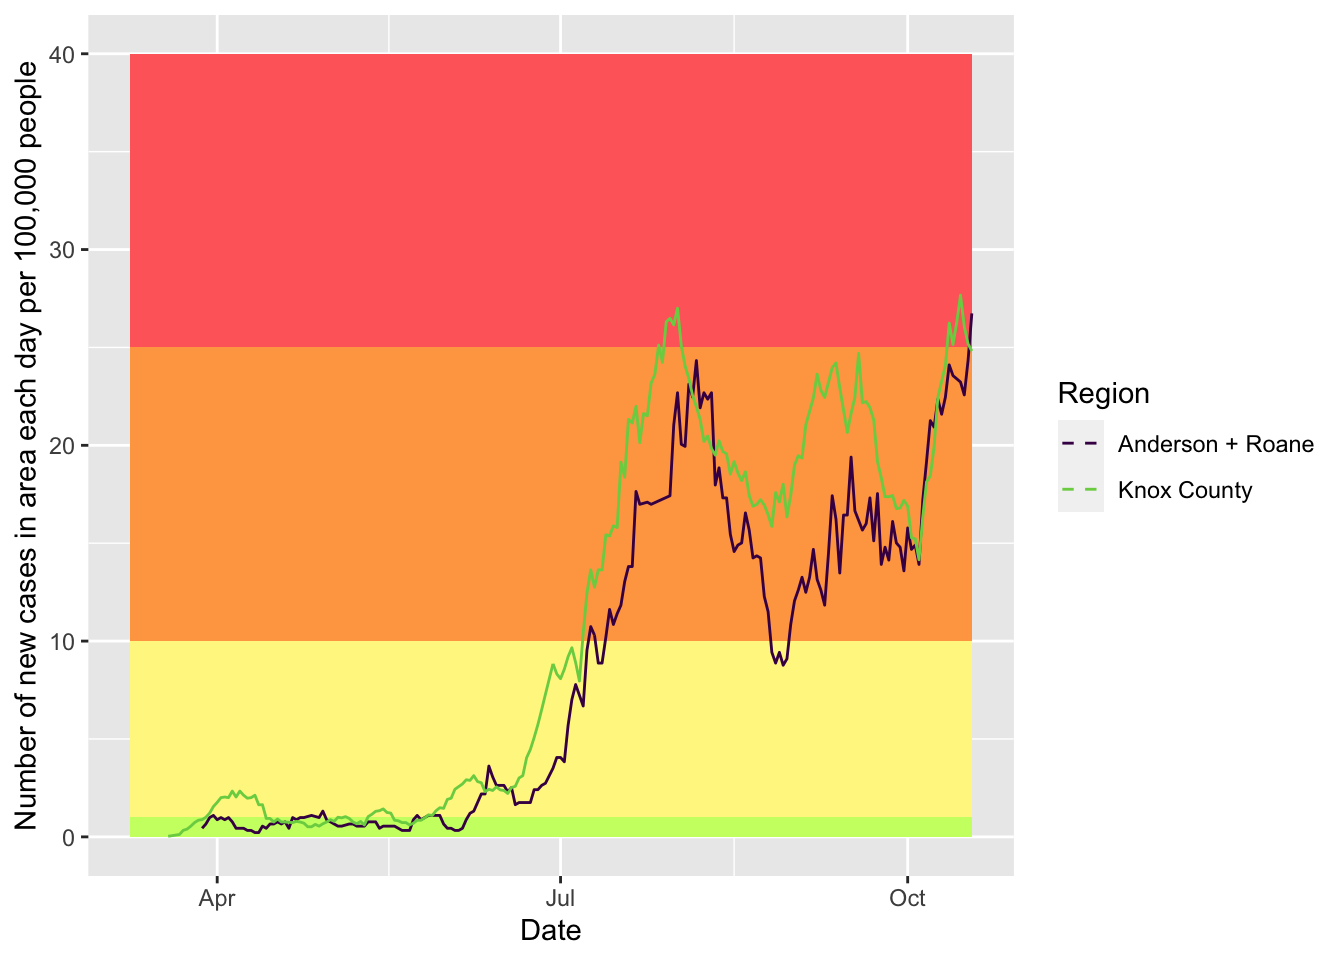 Number of new cases in area each day per 100,000 people
40
30
20
10
0
Apr
Jul
Oct
Date
Region
Anderson + Roane
Knox County